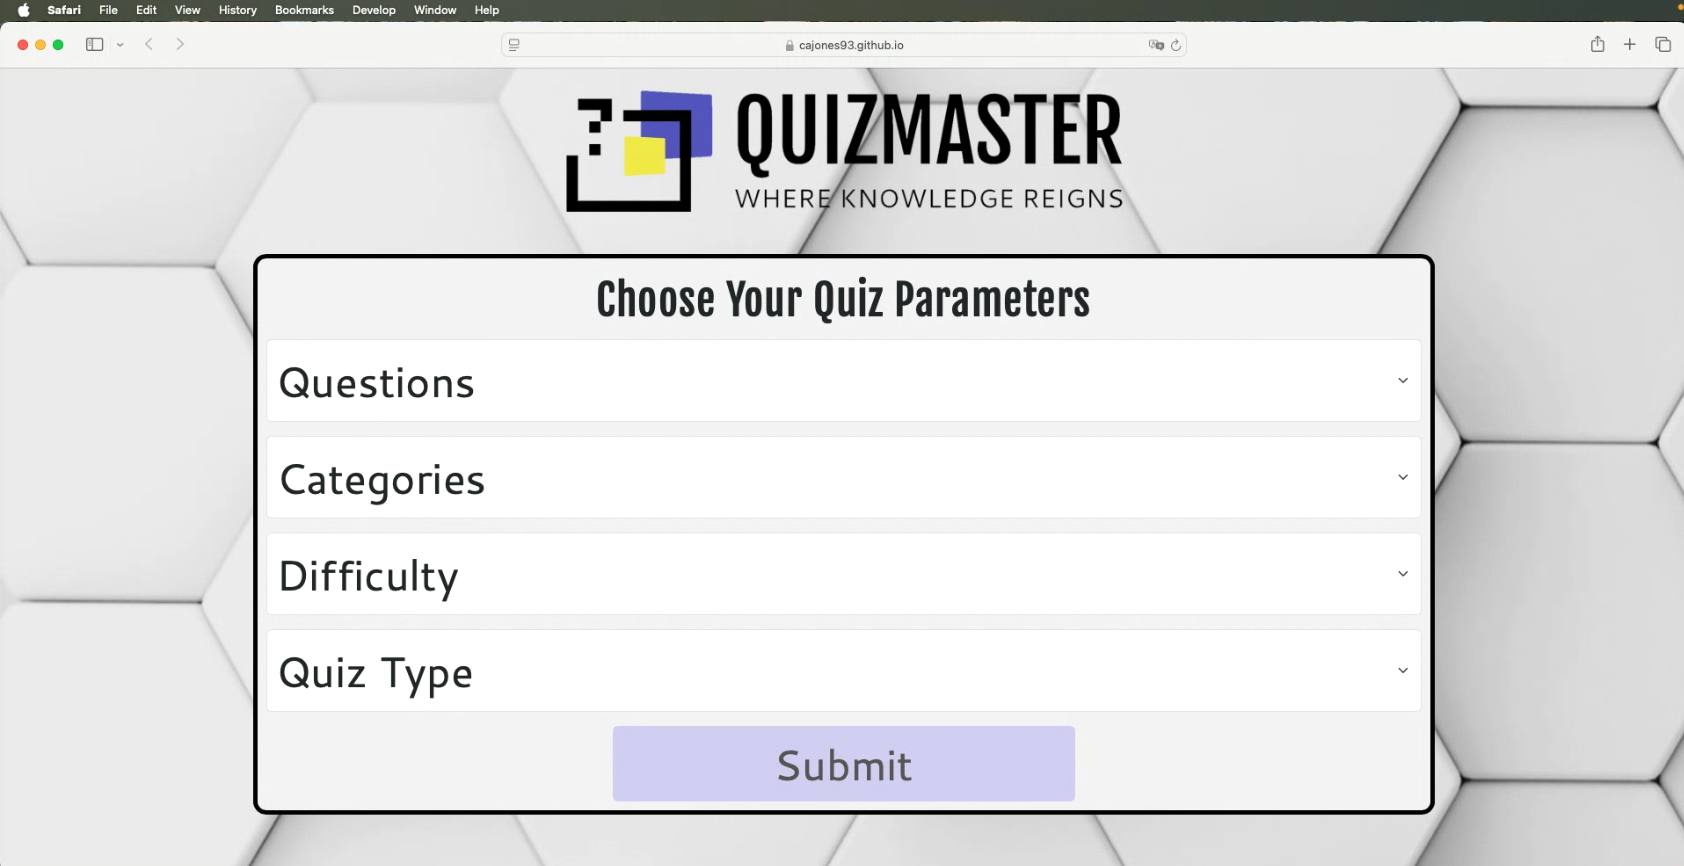 Safari File Edit View History Bookmarks Develop Window Help
cajones93.github.io
QUIZMASTER
WHERE KNOWLEDGE REIGNS
Choose Your Quiz Parameters
Questions
Categories
Difficulty
Quiz Type
Submit